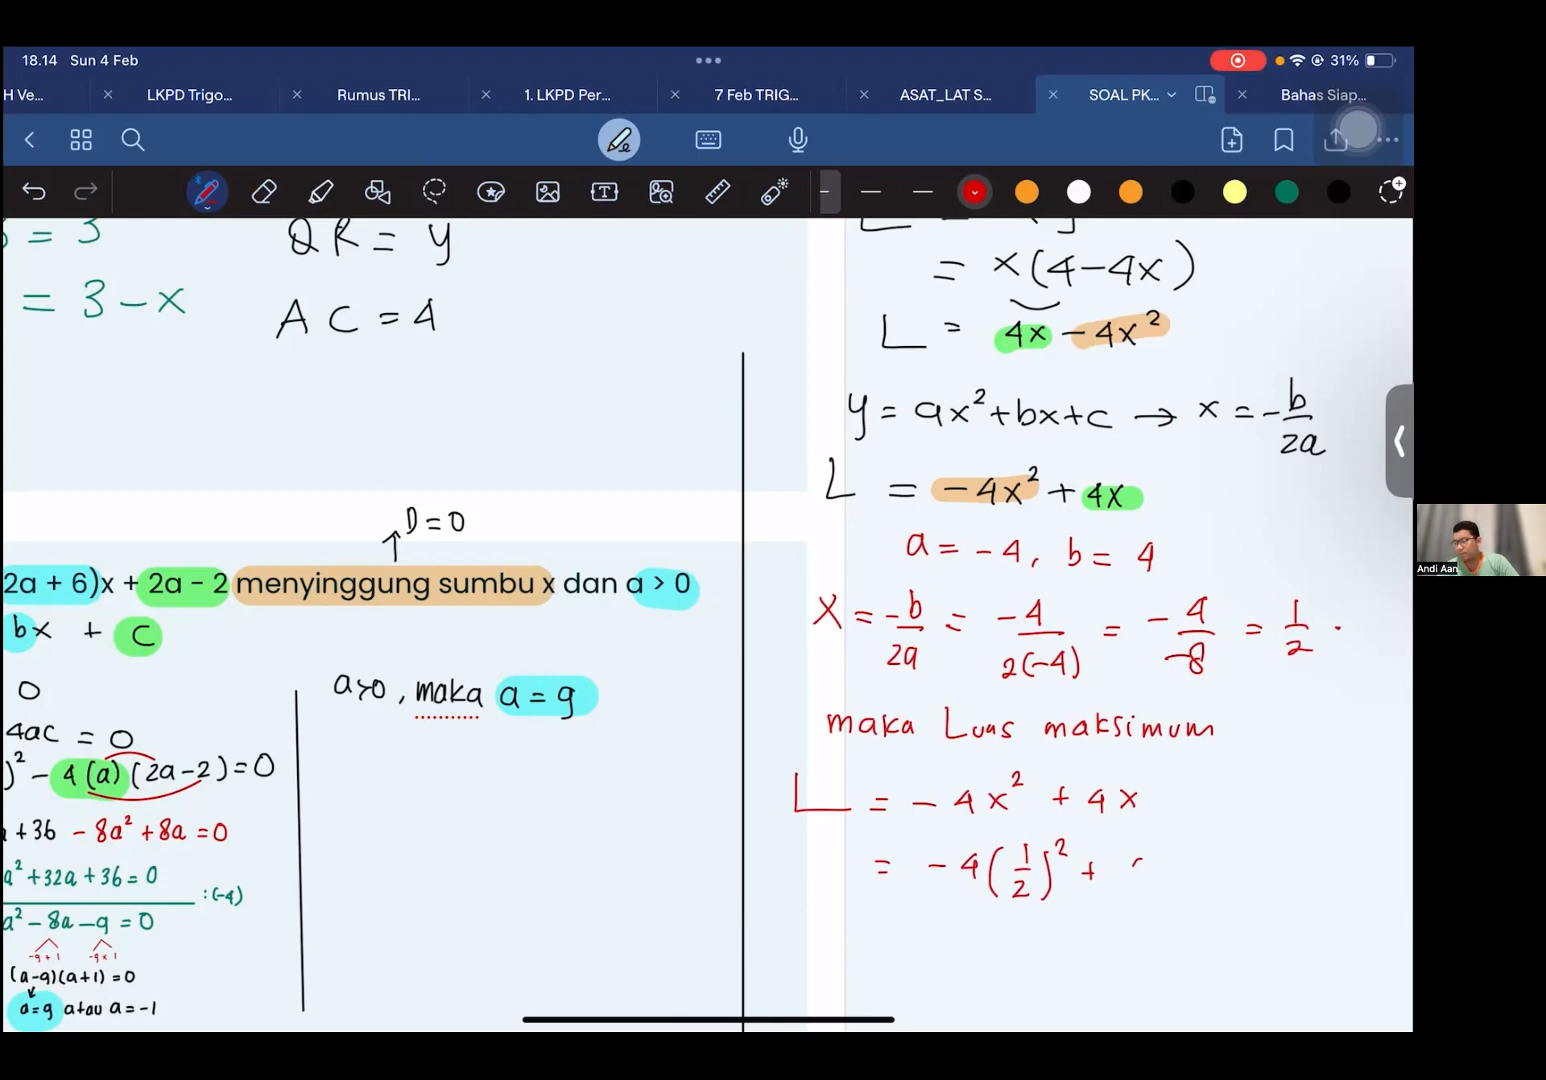 18.14 Sun 4 Feb
31%
H Ve...
LKPD Trigo...
Rumus TRI...
1. LKPD Per...
7 Feb TRIG...
ASAT_LAT S...
SOAL PK...
Bahas Siap...
= 3
= 3 - x
QR = y
AC = 4
D = 0
2a + 6)x + 2a - 2 menyinggung sumbu x dan a > 0
bx + c
0
4ac = 0
)² - 4(a)(2a-2) = 0
+36 - 8a² + 8a = 0
a² + 32a + 36 = 0
:(-4)
a² - 8a - 9 = 0
-9 + 1 -9 x 1
(a-9)(a+1) = 0
a=9 atau a = -1
a>0, maka a = 9
= x(4-4x)
L = 4x - 4x²
y = ax² + bx + c → x = -b/2a
L = -4x² + 4x
a = -4, b = 4
x = -b/2a = -4/2(-4) = -4/-8 = 1/2.
maka Luas maksimum
L = -4x² + 4x
= -4(1/2)² +
Andi Aan